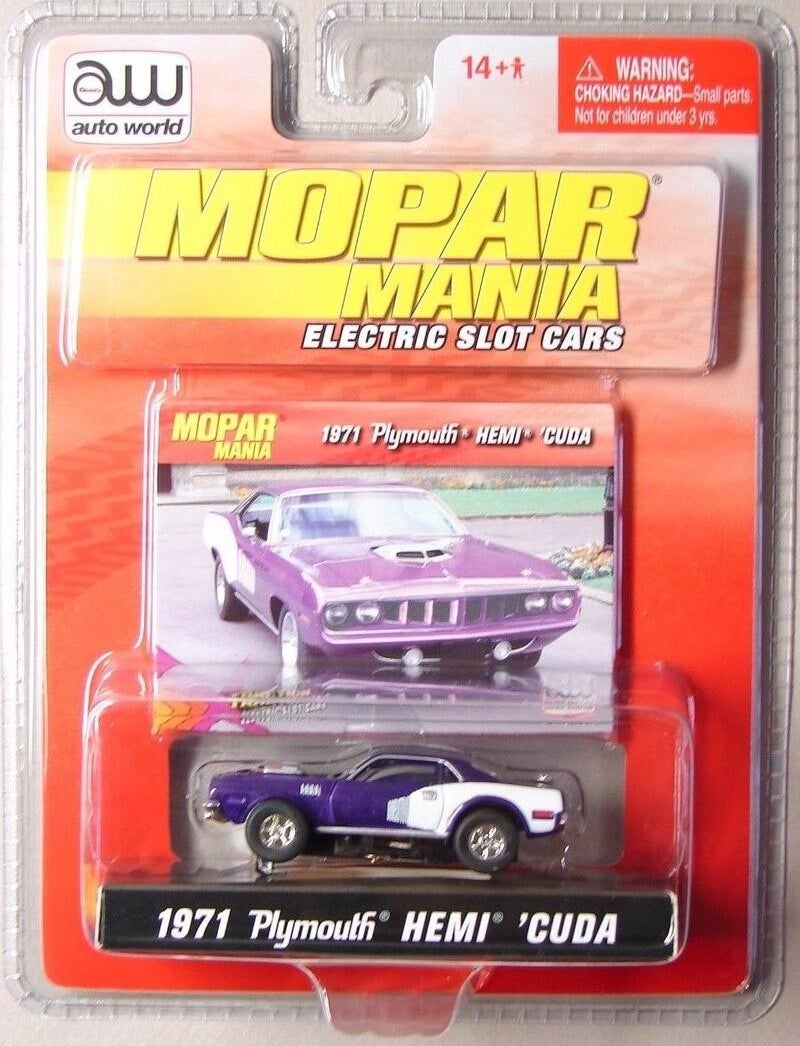 aw
auto world
14+
WARNING:
CHOKING HAZARD—Small parts.
Not for children under 3 yrs.
MOPAR®
MANIA
ELECTRIC SLOT CARS
MOPAR®
MANIA
1971 Plymouth® HEMI® 'CUDA
1971 Plymouth® HEMI® 'CUDA